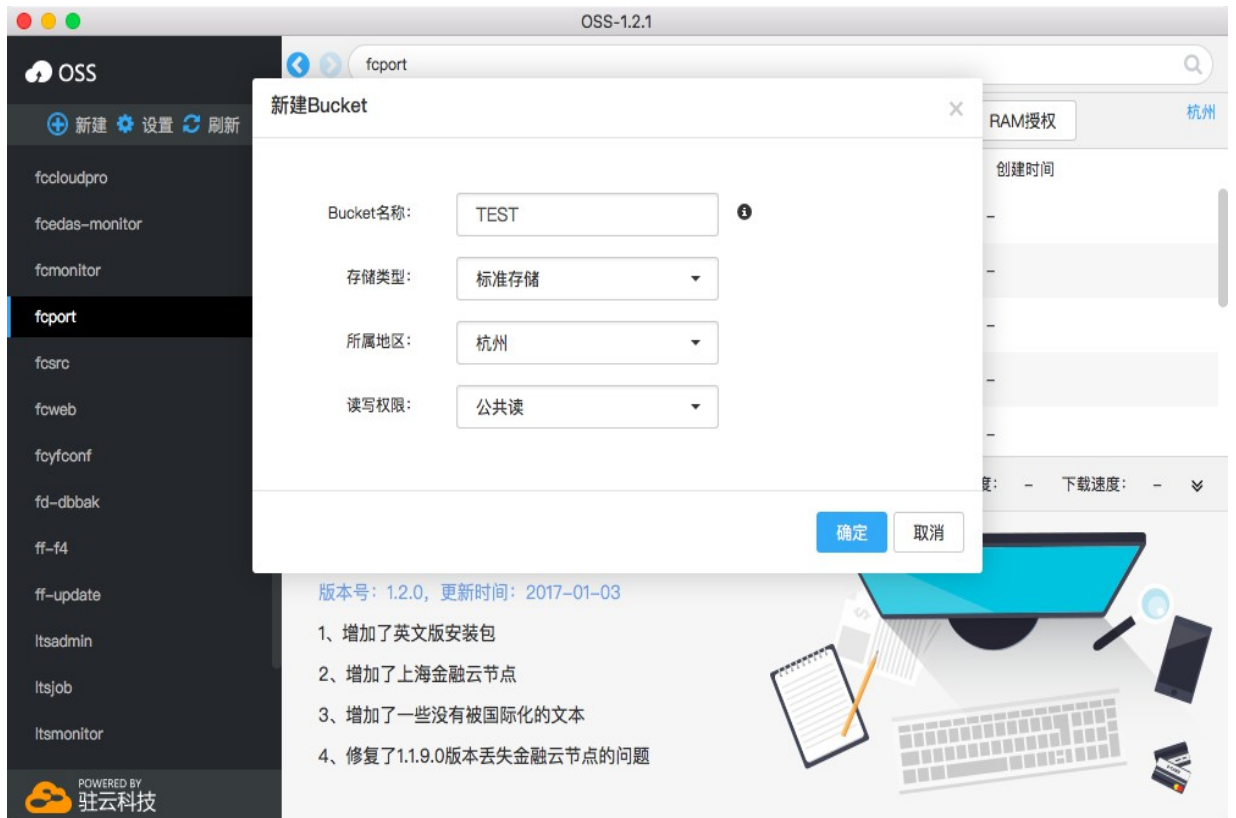 OSS-1.2.1
OSS
fcport
新建 设置 刷新
新建Bucket
×
RAM授权
杭州
创建时间
fccloudpro
fcedas-monitor
fcmonitor
fcport
fcsrc
fcweb
fcyfconf
fd-dbbak
ff-f4
ff-update
ltsadmin
ltsjob
ltsmonitor
Bucket名称: TEST
存储类型: 标准存储
所属地区: 杭州
读写权限: 公共读
确定 取消
-
-
-
-
-
度: - 下载速度: -
版本号: 1.2.0, 更新时间: 2017-01-03
1、增加了英文版安装包
2、增加了上海金融云节点
3、增加了一些没有被国际化的文本
4、修复了1.1.9.0版本丢失金融云节点的问题
POWERED BY
驻云科技